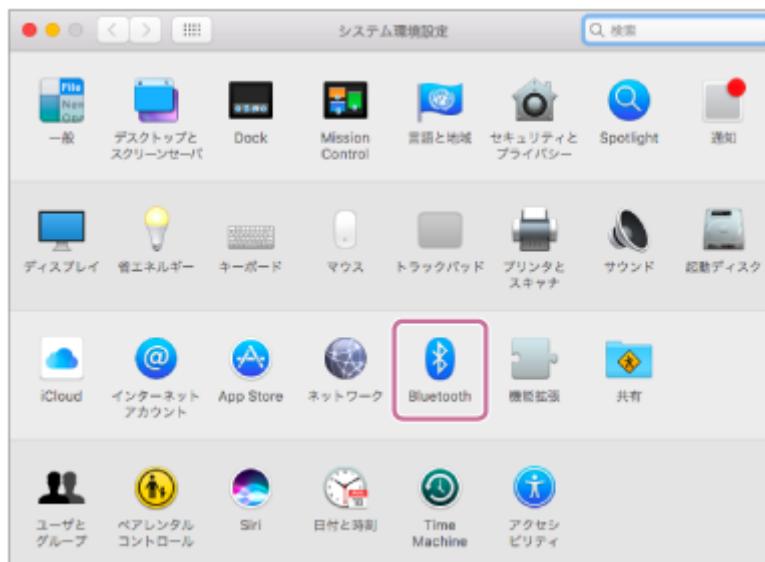 システム環境設定
検索
File
New
Ope
一般
デスクトップと
スクリーンセーバ
Dock
Mission
Control
言語と地域
セキュリティと
プライバシー
Spotlight
通知
ディスプレイ
省エネルギー
キーボード
マウス
トラックパッド
プリンタと
スキャナ
サウンド
起動ディスク
iCloud
インターネット
アカウント
App Store
ネットワーク
Bluetooth
機能拡張
共有
ユーザと
グループ
ペアレンタル
コントロール
Siri
日付と時刻
Time
Machine
アクセシ
ビリティ